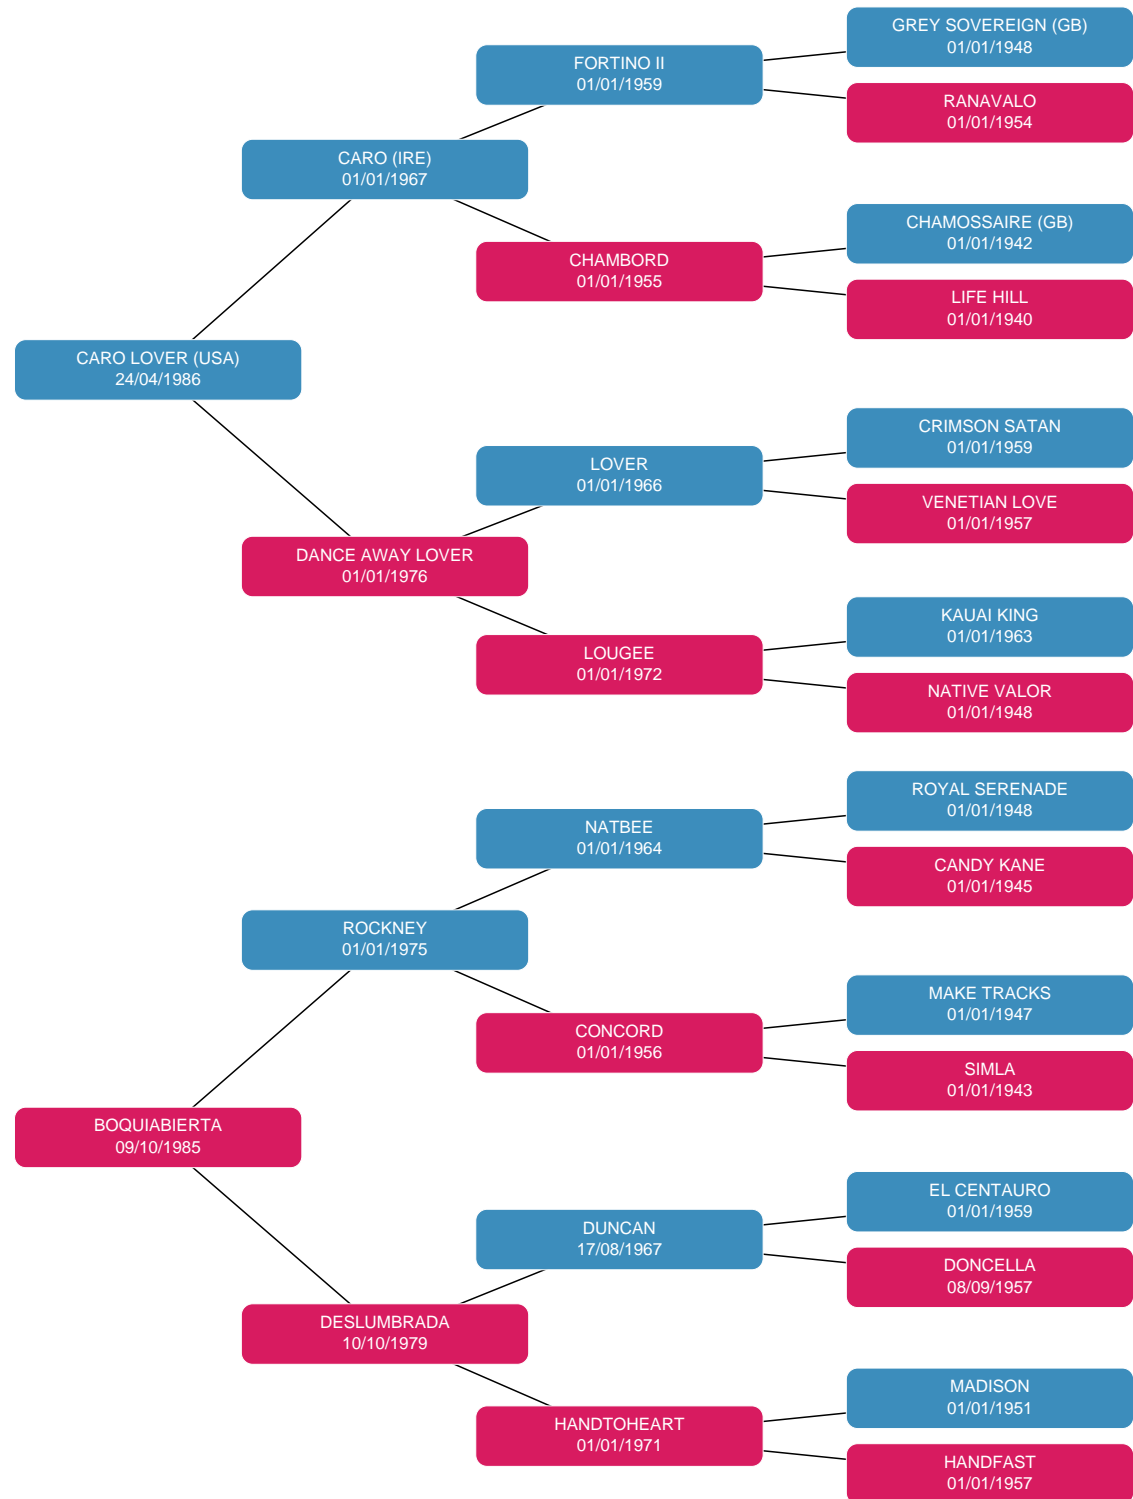 GREY SOVEREIGN (GB)
01/01/1948
FORTINO II
01/01/1959
RANAVALO
01/01/1954
CARO (IRE)
01/01/1967
CHAMOSSAIRE (GB)
01/01/1942
CHAMBORD
01/01/1955
LIFE HILL
01/01/1940
CARO LOVER (USA)
24/04/1986
CRIMSON SATAN
01/01/1959
LOVER
01/01/1966
VENETIAN LOVE
01/01/1957
DANCE AWAY LOVER
01/01/1976
KAUAI KING
01/01/1963
LOUGEE
01/01/1972
NATIVE VALOR
01/01/1948
ROYAL SERENADE
01/01/1948
NATBEE
01/01/1964
CANDY KANE
01/01/1945
ROCKNEY
01/01/1975
MAKE TRACKS
01/01/1947
CONCORD
01/01/1956
SIMLA
01/01/1943
BOQUIABIERTA
09/10/1985
EL CENTAURO
01/01/1959
DUNCAN
17/08/1967
DONCELLA
08/09/1957
DESLUMBRADA
10/10/1979
MADISON
01/01/1951
HANDTOHEART
01/01/1971
HANDFAST
01/01/1957